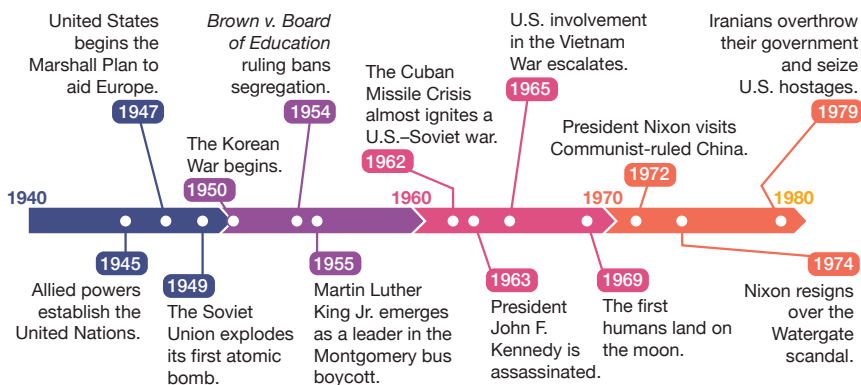 United States
begins the
Marshall Plan to
aid Europe.
1947
Brown v. Board
of Education
ruling bans
segregation.
1954
The Korean
War begins.
1950
The Cuban
Missile Crisis
almost ignites a
U.S.–Soviet war.
1962
U.S. involvement
in the Vietnam
War escalates.
1965
President Nixon visits
Communist-ruled China.
1972
Iranians overthrow
their government
and seize
U.S. hostages.
1979
1940
1960
1970
1980
1945
Allied powers
establish the
United Nations.
1949
The Soviet
Union explodes
its first atomic
bomb.
1955
Martin Luther
King Jr. emerges
as a leader in the
Montgomery bus
boycott.
1963
President
John F.
Kennedy is
assassinated.
1969
The first
humans land on
the moon.
1974
Nixon resigns
over the
Watergate
scandal.